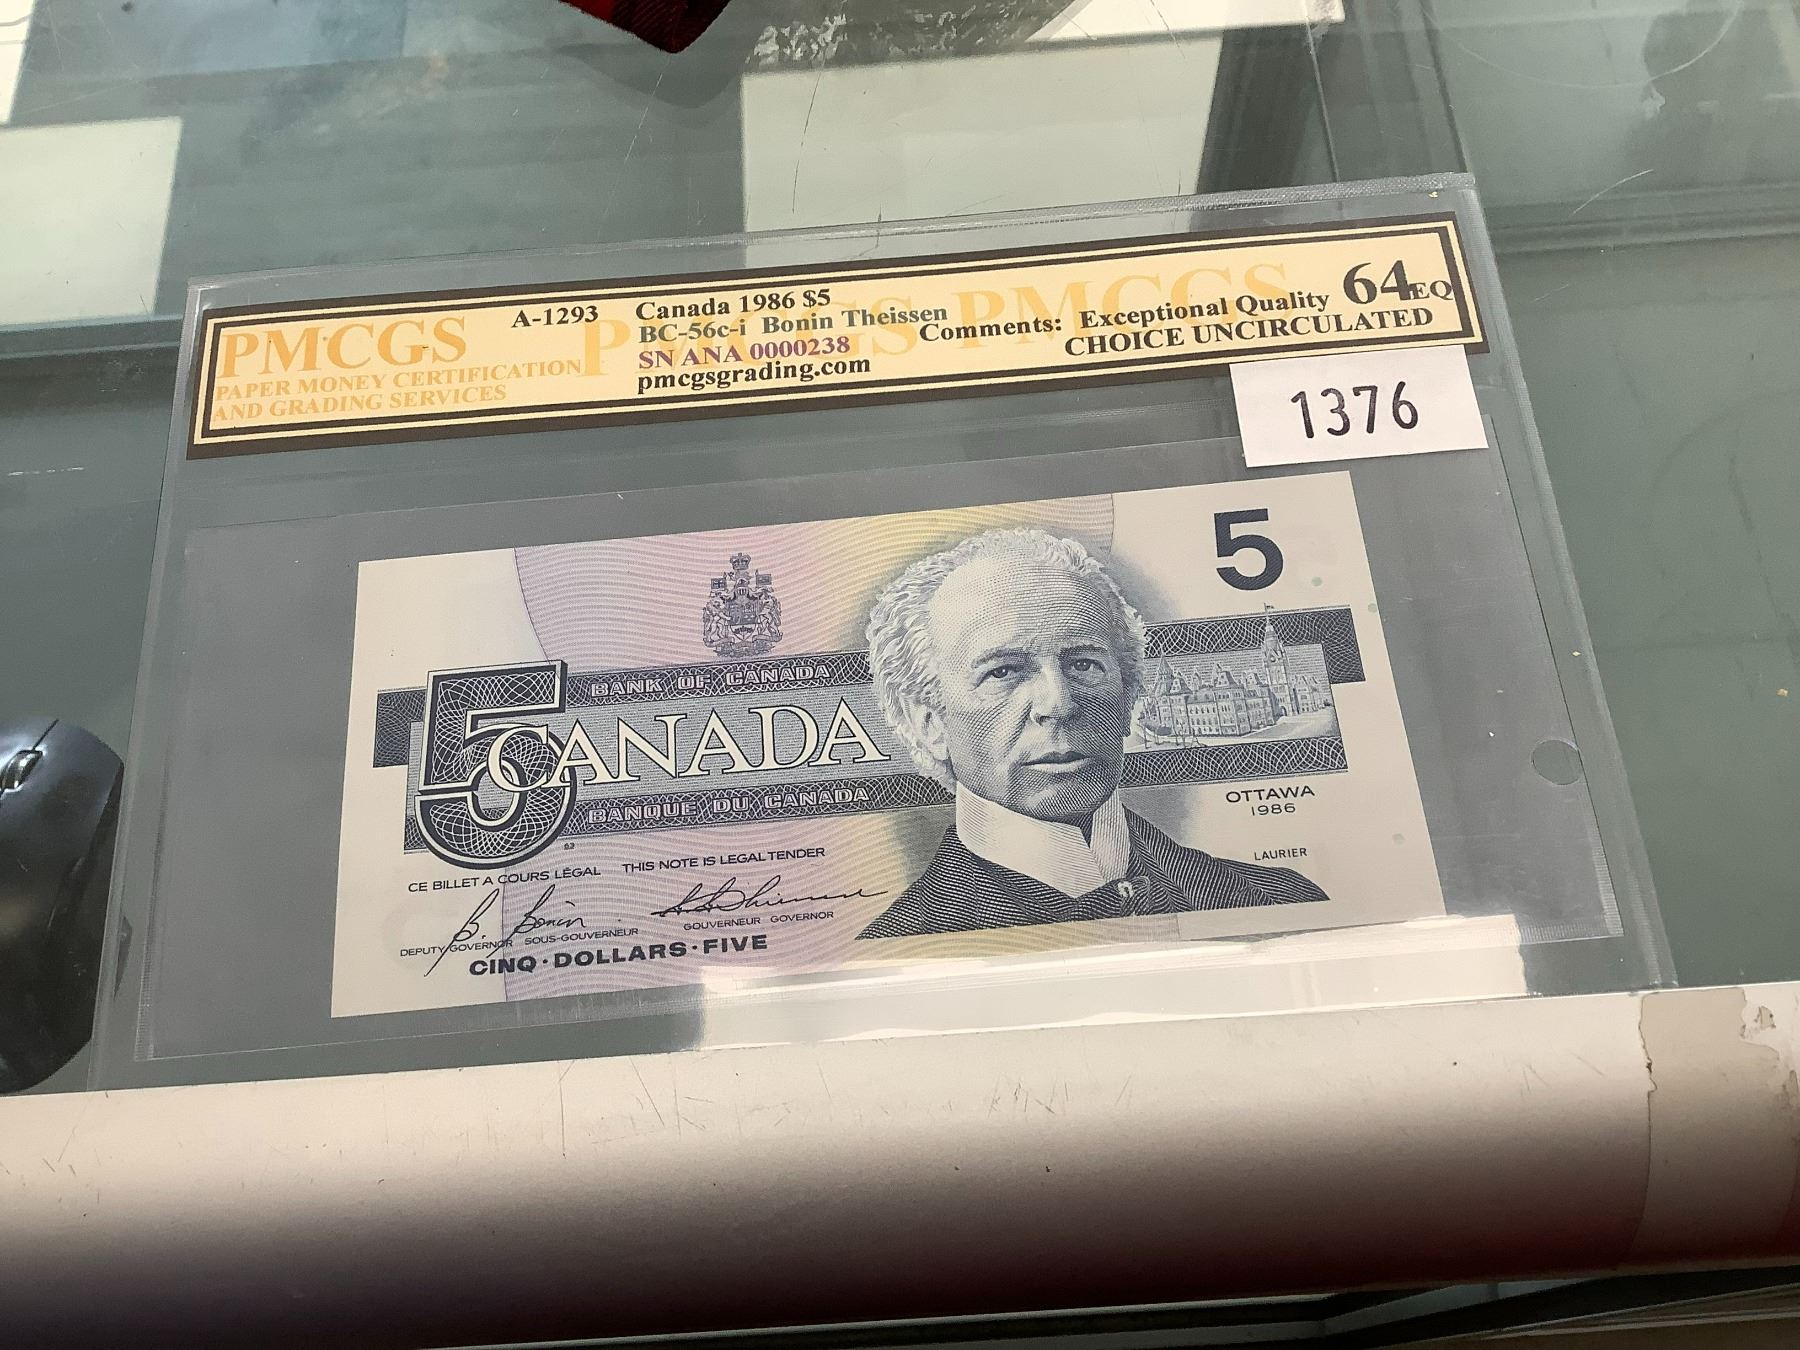 PMCGS
PAPER MONEY CERTIFICATION
AND GRADING SERVICES
A-1293
Canada 1986 $5
BC-56c-i Bonin Theissen
SN ANA 0000238
pmcgsgrading.com
Comments: Exceptional Quality
CHOICE UNCIRCULATED
64EQ
PMCGS PMCGS
1376
5
BANK OF CANADA
5 CANADA
BANQUE DU CANADA
OTTAWA
1986
LAURIER
CE BILLET A COURS LÉGAL THIS NOTE IS LEGAL TENDER
B. Bonin
DEPUTY GOVERNOR SOUS-GOUVERNEUR
GOUVERNEUR GOVERNOR
CINQ·DOLLARS·FIVE